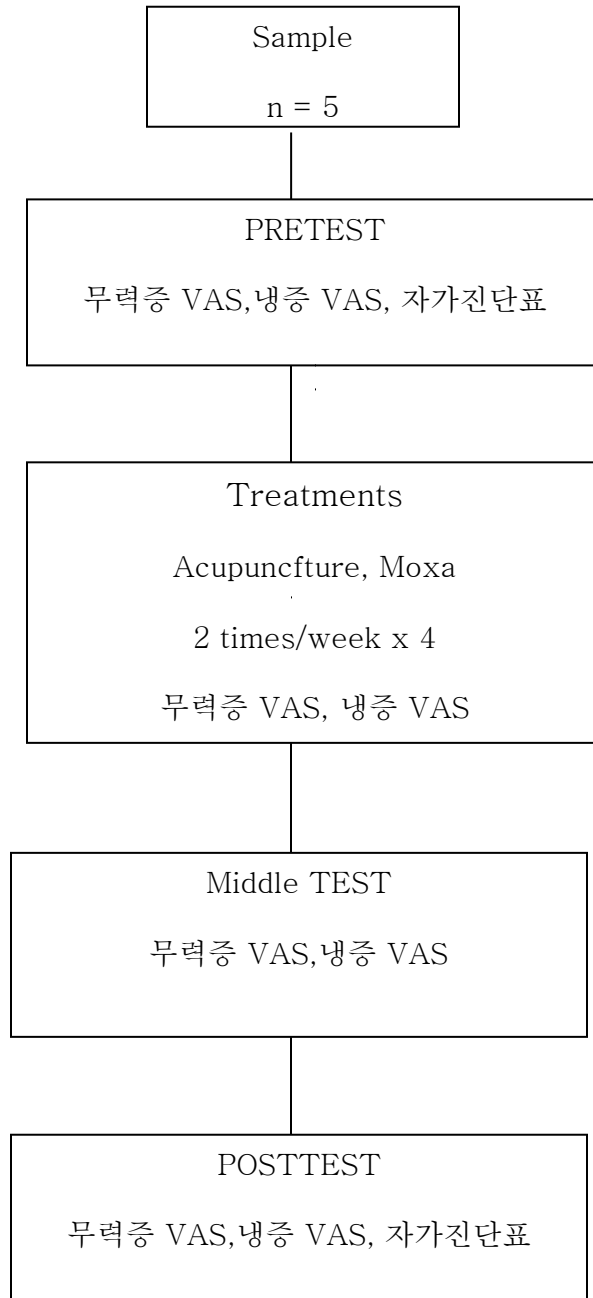 Sample
n = 5
PRETEST
무력증 VAS,냉증 VAS, 자가진단표
Treatments
Acupuncfture, Moxa
2 times/week x 4
무력증 VAS, 냉증 VAS
Middle TEST
무력증 VAS,냉증 VAS
POSTTEST
무력증 VAS,냉증 VAS, 자가진단표